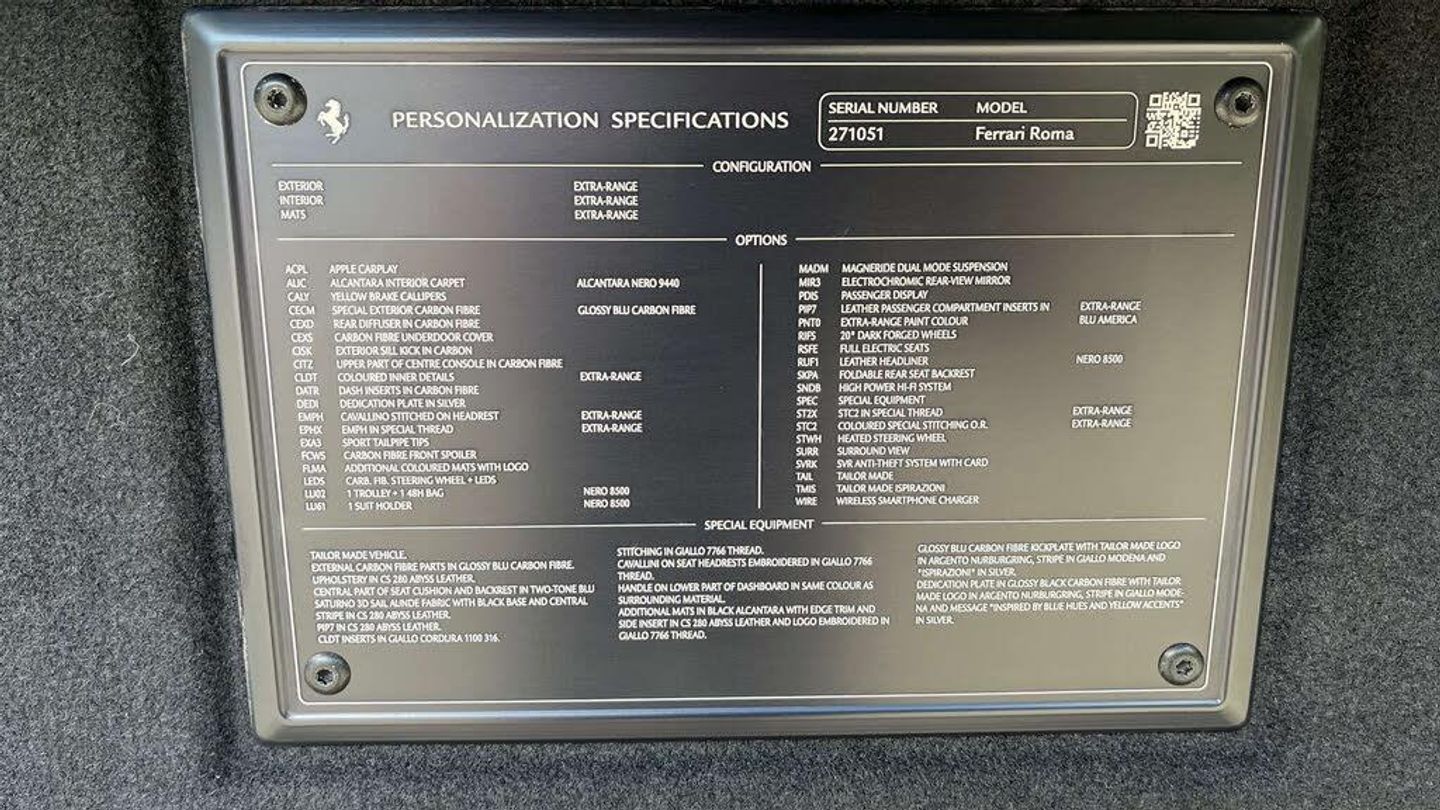 PERSONALIZATION SPECIFICATIONS
SERIAL NUMBER MODEL
271051 Ferrari Roma
CONFIGURATION
EXTERIOR EXTRA-RANGE
INTERIOR EXTRA-RANGE
MATS EXTRA-RANGE
OPTIONS
ACPL APPLE CARPLAY
ALIC ALCANTARA INTERIOR CARPET ALCANTARA NERO 9440
CALY YELLOW BRAKE CALLIPERS
CECM SPECIAL EXTERIOR CARBON FIBRE GLOSSY BLU CARBON FIBRE
CEXD REAR DIFFUSER IN CARBON FIBRE
CEXS CARBON FIBRE UNDERDOOR COVER
CISK EXTERIOR SILL KICK IN CARBON
CITZ UPPER PART OF CENTRE CONSOLE IN CARBON FIBRE
CLDT COLOURED INNER DETAILS EXTRA-RANGE
DATR DASH INSERTS IN CARBON FIBRE
DEDI DEDICATION PLATE IN SILVER
EMPH CAVALLINO STITCHED ON HEADREST EXTRA-RANGE
EPHX EMPH IN SPECIAL THREAD EXTRA-RANGE
EXA3 SPORT TAILPIPE TIPS
FCWS CARBON FIBRE FRONT SPOILER
FLMA ADDITIONAL COLOURED MATS WITH LOGO
LEDS CARB. FIB. STEERING WHEEL + LEDS
LU02 1 TROLLEY + 1 48H BAG NERO 8500
LU61 1 SUIT HOLDER NERO 8500
MADM MAGNERIDE DUAL MODE SUSPENSION
MIR3 ELECTROCHROMIC REAR-VIEW MIRROR
PDIS PASSENGER DISPLAY
PIP7 LEATHER PASSENGER COMPARTMENT INSERTS IN EXTRA-RANGE
PNT0 EXTRA-RANGE PAINT COLOUR BLU AMERICA
RIF5 20" DARK FORGED WHEELS
RSFE FULL ELECTRIC SEATS
RUF1 LEATHER HEADLINER NERO 8500
SKPA FOLDABLE REAR SEAT BACKREST
SNDB HIGH POWER HI-FI SYSTEM
SPEC SPECIAL EQUIPMENT
ST2X STC2 IN SPECIAL THREAD EXTRA-RANGE
STC2 COLOURED SPECIAL STITCHING O.R. EXTRA-RANGE
STWH HEATED STEERING WHEEL
SURR SURROUND VIEW
SVRK SVR ANTI-THEFT SYSTEM WITH CARD
TAIL TAILOR MADE
TMIS TAILOR MADE ISPIRAZIONI
WIRE WIRELESS SMARTPHONE CHARGER
SPECIAL EQUIPMENT
TAILOR MADE VEHICLE.
EXTERNAL CARBON FIBRE PARTS IN GLOSSY BLU CARBON FIBRE.
UPHOLSTERY IN CS 280 ABYSS LEATHER.
CENTRAL PART OF SEAT CUSHION AND BACKREST IN TWO-TONE BLU
SATURNO 3D SAIL AUNDE FABRIC WITH BLACK BASE AND CENTRAL
STRIPE IN CS 280 ABYSS LEATHER.
PIP7 IN CS 280 ABYSS LEATHER.
CLDT INSERTS IN GIALLO CORDURA 1100 316.
STITCHING IN GIALLO 7766 THREAD.
CAVALLINI ON SEAT HEADRESTS EMBROIDERED IN GIALLO 7766
THREAD.
HANDLE ON LOWER PART OF DASHBOARD IN SAME COLOUR AS
SURROUNDING MATERIAL.
ADDITIONAL MATS IN BLACK ALCANTARA WITH EDGE TRIM AND
SIDE INSERT IN CS 280 ABYSS LEATHER AND LOGO EMBROIDERED IN
GIALLO 7766 THREAD.
GLOSSY BLU CARBON FIBRE KICKPLATE WITH TAILOR MADE LOGO
IN ARGENTO NURBURGRING, STRIPE IN GIALLO MODENA AND
"ISPIRAZIONI" IN SILVER.
DEDICATION PLATE IN GLOSSY BLACK CARBON FIBRE WITH TAILOR
MADE LOGO IN ARGENTO NURBURGRING, STRIPE IN GIALLO MODE-
NA AND MESSAGE "INSPIRED BY BLUE HUES AND YELLOW ACCENTS"
IN SILVER.